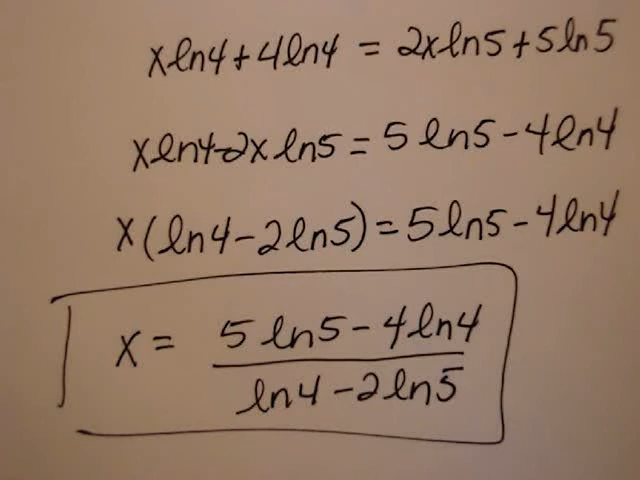 xln4+4ln4 = 2xln5+5ln5
xln4-2xln5=5ln5-4ln4
x(ln4-2ln5)=5ln5-4ln4
x= 5ln5-4ln4
ln4-2ln5